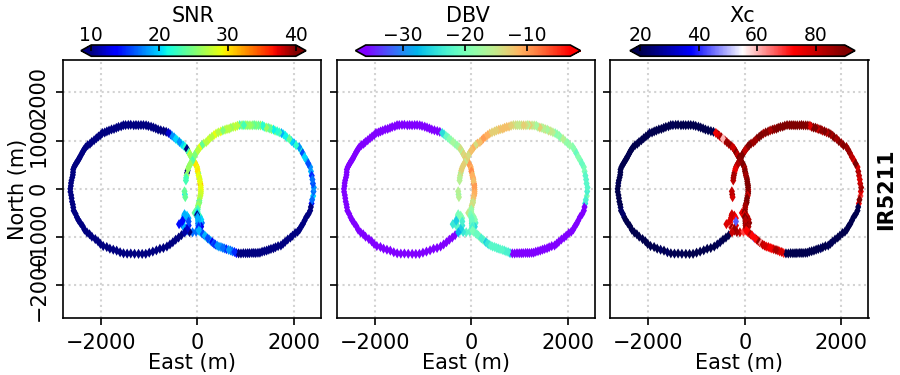 SNR DBV Xc
10 20 30 40 −30 −20 −10 20 40 60 80
2000
1000
0
−1000
−2000
North (m)
−2000 0 2000 −2000 0 2000 −2000 0 2000
East (m) East (m) East (m)
IR5211